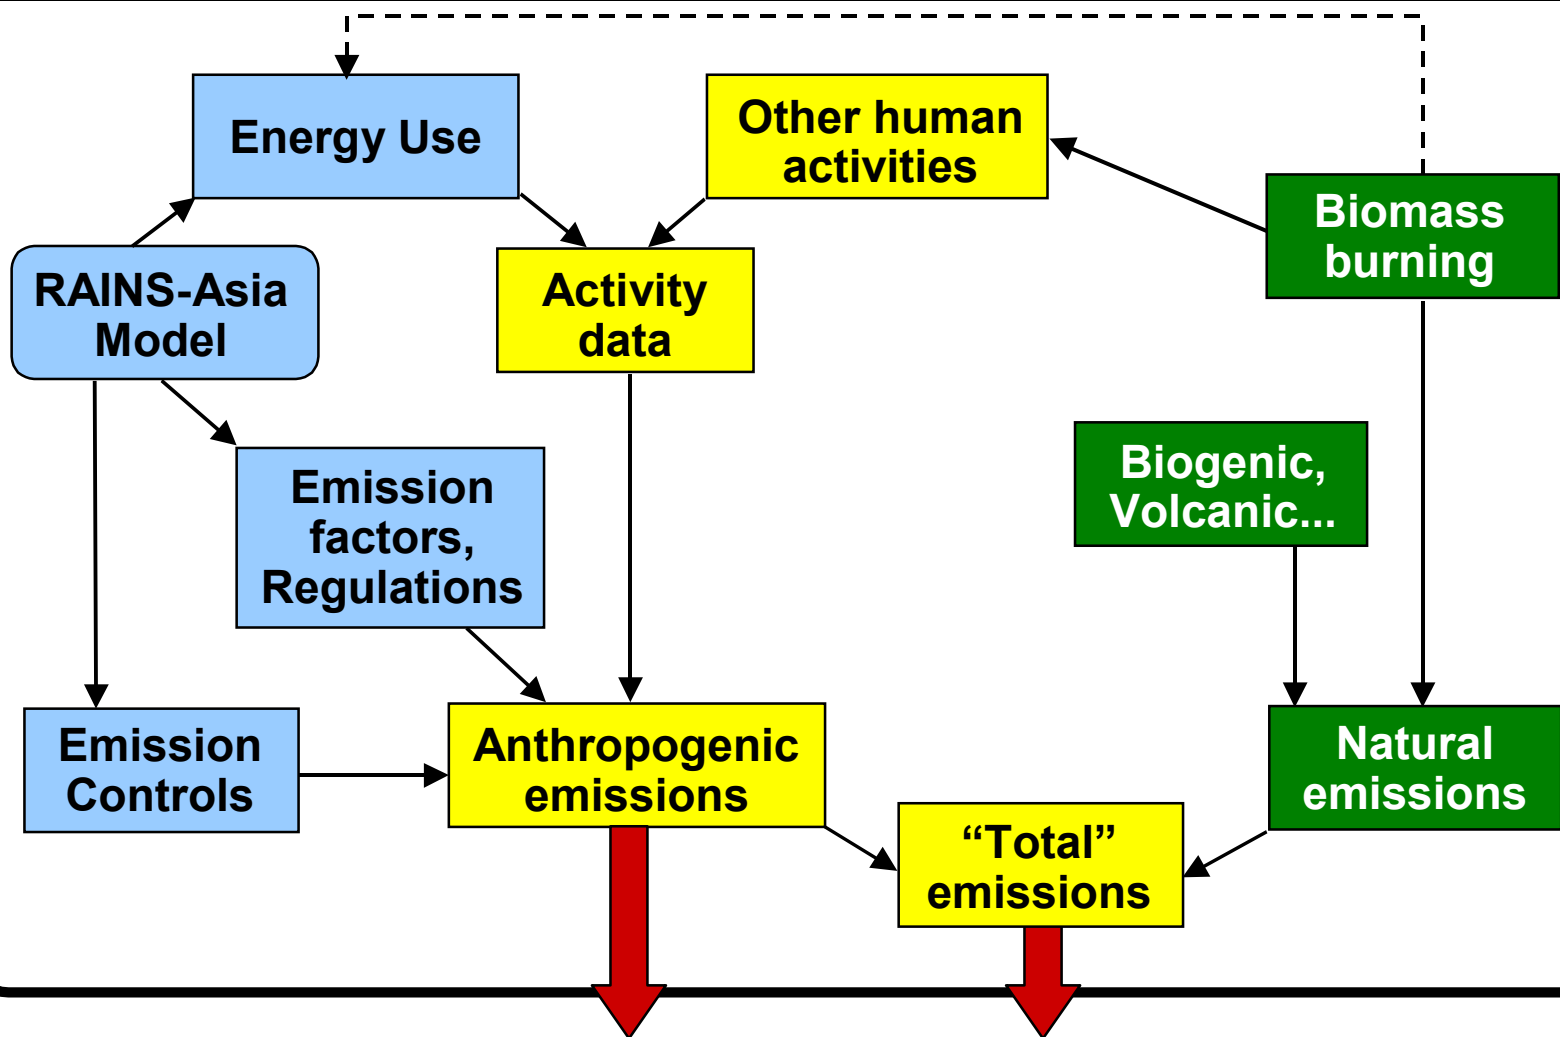 Energy Use
Other human
activities
Biomass
burning
RAINS-Asia
Model
Activity
data
Biogenic,
Volcanic...
Emission
factors,
Regulations
Emission
Controls
Anthropogenic
emissions
Natural
emissions
“Total”
emissions